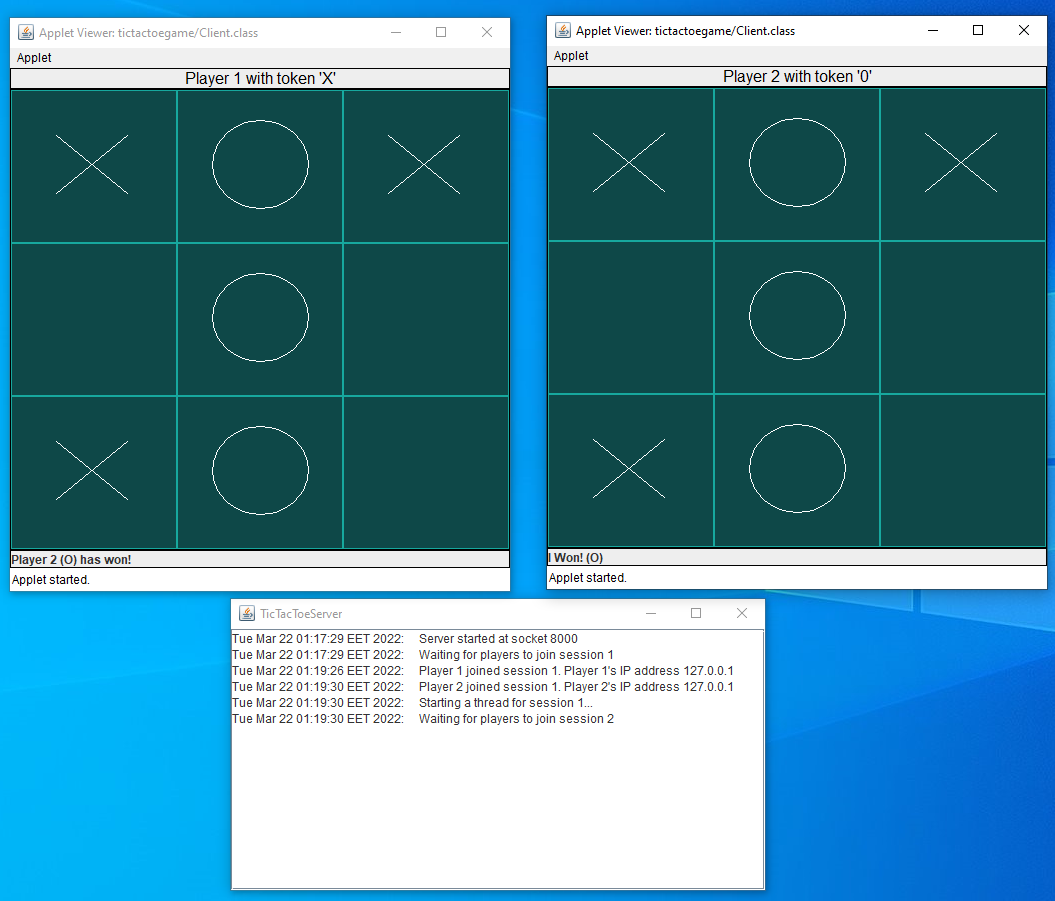 Applet Viewer: tictactoegame/Client.class
Applet
Player 1 with token 'X'
Player 2 (O) has won!
Applet started.
Applet Viewer: tictactoegame/Client.class
Applet
Player 2 with token '0'
I Won! (O)
Applet started.
TicTacToeServer
Tue Mar 22 01:17:29 EET 2022: Server started at socket 8000
Tue Mar 22 01:17:29 EET 2022: Waiting for players to join session 1
Tue Mar 22 01:19:26 EET 2022: Player 1 joined session 1. Player 1's IP address 127.0.0.1
Tue Mar 22 01:19:30 EET 2022: Player 2 joined session 1. Player 2's IP address 127.0.0.1
Tue Mar 22 01:19:30 EET 2022: Starting a thread for session 1...
Tue Mar 22 01:19:30 EET 2022: Waiting for players to join session 2